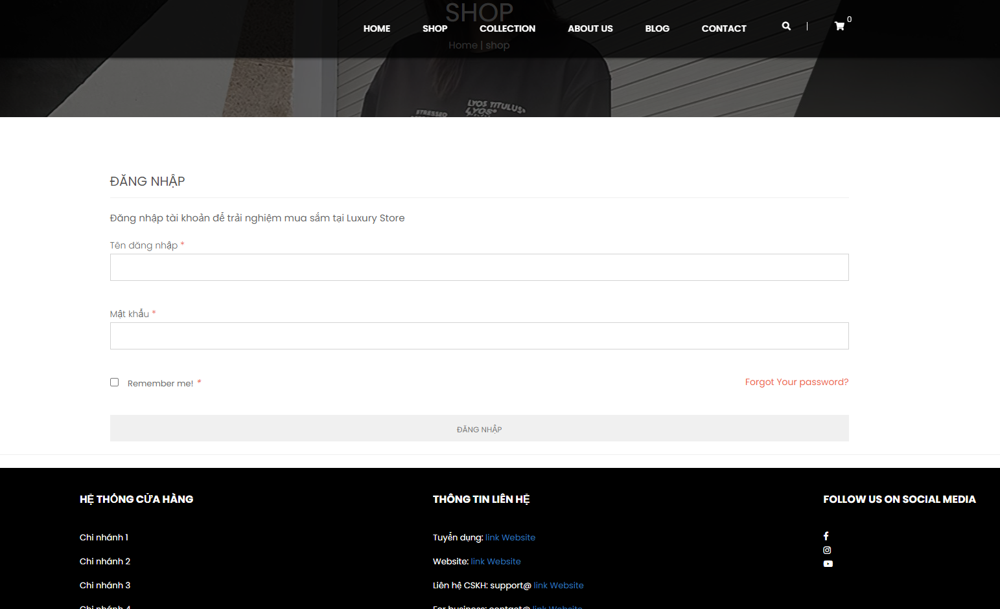 SHOP
HOME SHOP COLLECTION ABOUT US BLOG CONTACT 0
Home | shop
LYOS TITULUS
STRESSED LYOS
ĐĂNG NHẬP
Đăng nhập tài khoản để trải nghiệm mua sắm tại Luxury Store
Tên đăng nhập *
Mật khẩu *
Remember me! * Forgot Your password?
ĐĂNG NHẬP
HỆ THỐNG CỬA HÀNG THÔNG TIN LIÊN HỆ FOLLOW US ON SOCIAL MEDIA
Chi nhánh 1 Tuyển dụng: link Website
Chi nhánh 2 Website: link Website
Chi nhánh 3 Liên hệ CSKH: support@ link Website
Chi nhánh 4 For business: contact@ link Website